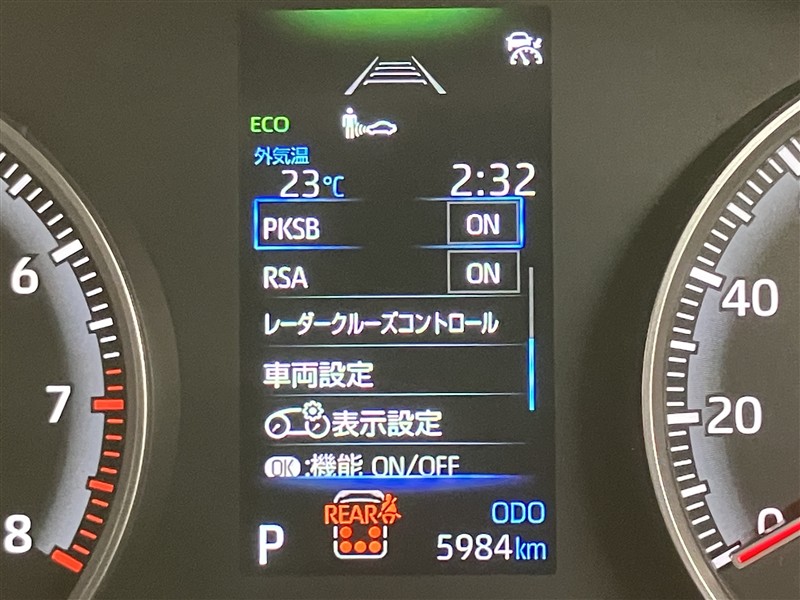 ECO
外気温
23℃ 2:32
PKSB ON
RSA ON
レーダークルーズコントロール
車両設定
表示設定
OK:機能 ON/OFF
REAR
ODO
P 5984km
6
7
8
40
20
0